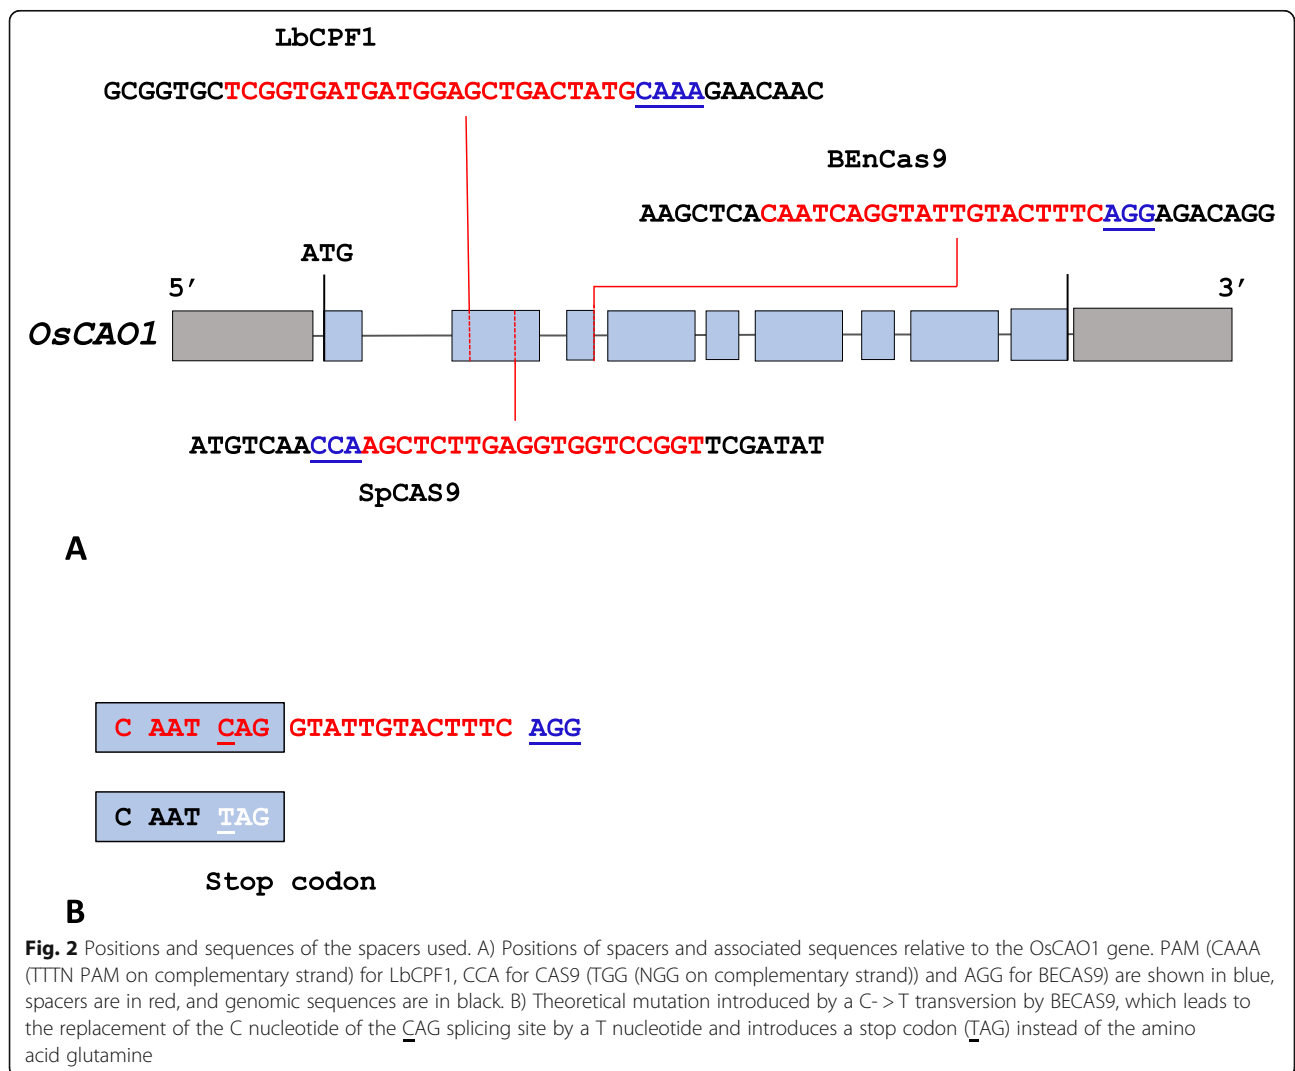 LbCPF1
GCGGTGCTCGGTGATGATGGAGCTGACTATGCAAAGAACAAC
BEnCas9
AAGCTCACAATCAGGTATTGTACTTTCAGGAGACAGG
ATG
5′
3′
OsCAO1
ATGTCAACCAAGCTCTTGAGGTGGTCCGGTTCGATAT
SpCAS9
A
C AAT CAG GTATTGTACTTTC AGG
C AAT TAG
Stop codon
B
Fig. 2 Positions and sequences of the spacers used. A) Positions of spacers and associated sequences relative to the OsCAO1 gene. PAM (CAAA
(TTTN PAM on complementary strand) for LbCPF1, CCA for CAS9 (TGG (NGG on complementary strand)) and AGG for BECAS9) are shown in blue,
spacers are in red, and genomic sequences are in black. B) Theoretical mutation introduced by a C- > T transversion by BECAS9, which leads to
the replacement of the C nucleotide of the CAG splicing site by a T nucleotide and introduces a stop codon (TAG) instead of the amino
acid glutamine